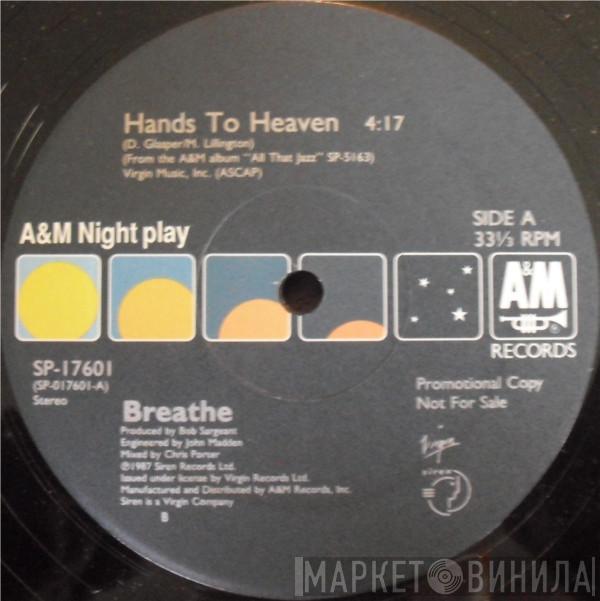 Hands To Heaven 4:17
(D. Glasper/M. Lillington)
(From the A&M album "All That Jazz" SP-5163)
Virgin Music, Inc. (ASCAP)
A&M Night play
SIDE A
33⅓ RPM
A&M
RECORDS
SP-17601
(SP-017601-A)
Stereo
Breathe
Produced by Bob Sargeant
Engineered by John Madden
Mixed by Chris Porter
℗1987 Siren Records Ltd.
Issued under license by Virgin Records Ltd.
Manufactured and Distributed by A&M Records, Inc.
Siren is a Virgin Company
B
Promotional Copy
Not For Sale
Virgin
siren
МАРКЕТ ВИНИЛА